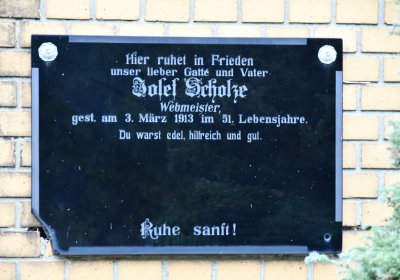 Hier ruhet in Frieden
unser lieber Gatte und Vater
Josef Scholze
Webmeister,
gest. am 3. März 1913 im 51. Lebensjahre.
Du warst edel, hilfreich und gut.
Ruhe sanft!